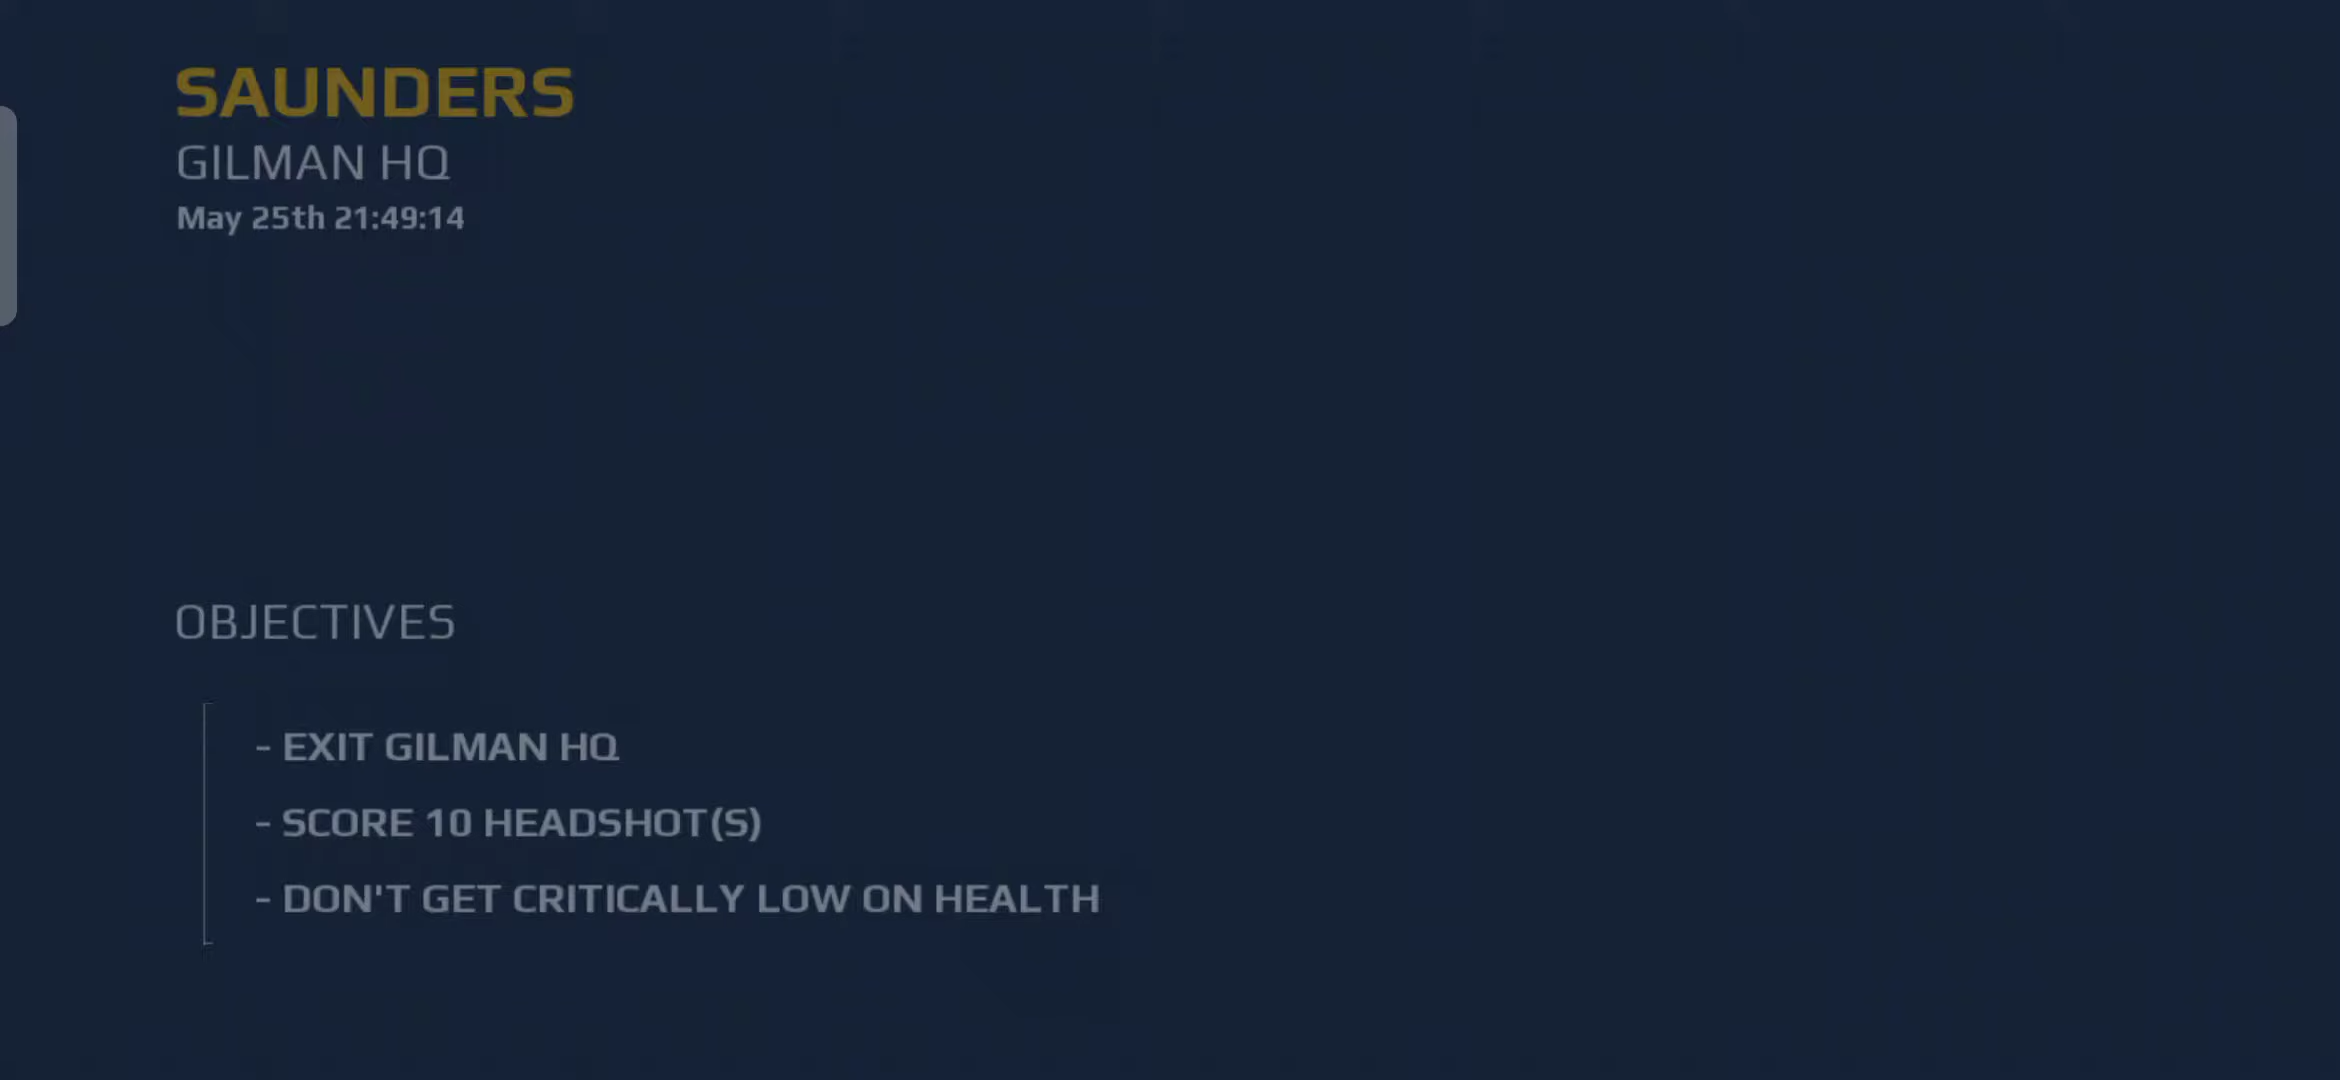 SAUNDERS
GILMAN HQ
May 25th 21:49:14
OBJECTIVES
- EXIT GILMAN HQ
- SCORE 10 HEADSHOT(S)
- DON'T GET CRITICALLY LOW ON HEALTH